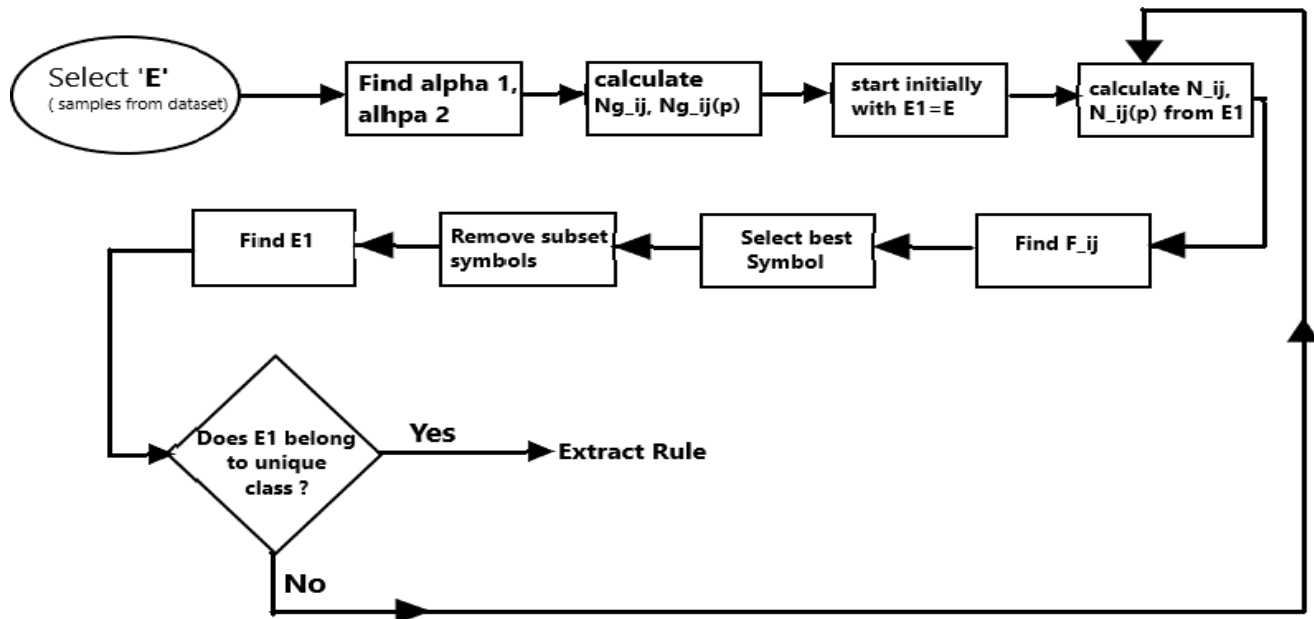 Select 'E'
( samples from dataset)
Find alpha 1,
alhpa 2
calculate
Ng_ij, Ng_ij(p)
start initially
with E1=E
calculate N_ij,
N_ij(p) from E1
Find F_ij
Select best
Symbol
Remove subset
symbols
Find E1
Does E1 belong
to unique
class ?
Yes
Extract Rule
No